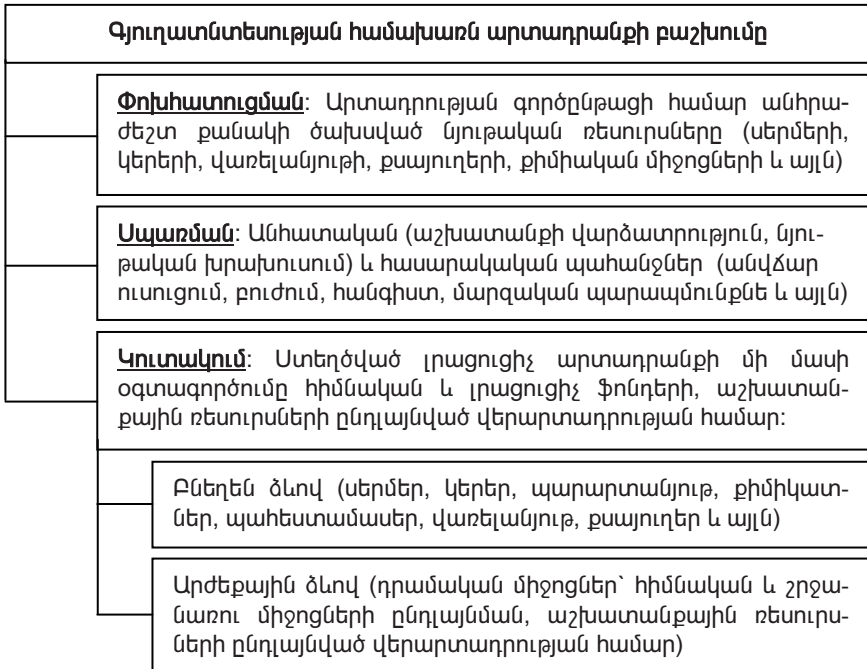 Գյուղատնտեսության համախառն արտադրանքի բաշխումը
Փոխհատուցման: Արտադրության գործընթացի համար անհրա-
ժեշտ քանակի ծախսված նյութական ռեսուրսները (սերմերի,
կերերի, վառելանյութի, քսայուղերի, քիմիական միջոցների և այլն)
Սպառման: Անհատական (աշխատանքի վարձատրություն, նյու-
թական խրախուսում) և հասարակական պահանջներ (անվճար
ուսուցում, բուժում, հանգիստ, մարզական պարապմունքնե և այլն)
Կուտակում: Ստեղծված լրացուցիչ արտադրանքի մի մասի
օգտագործումը հիմնական և լրացուցիչ ֆոնդերի, աշխատան-
քային ռեսուրսների ընդլայնված վերարտադրության համար:
Բնեղեն ձևով (սերմեր, կերեր, պարարտանյութ, քիմիկատ-
ներ, պահեստամասեր, վառելանյութ, քսայուղեր և այլն)
Արժեքային ձևով (դրամական միջոցներ՝ հիմնական և շրջա-
նառու միջոցների ընդլայնման, աշխատանքային ռեսուրս-
ների ընդլայնված վերարտադրության համար)